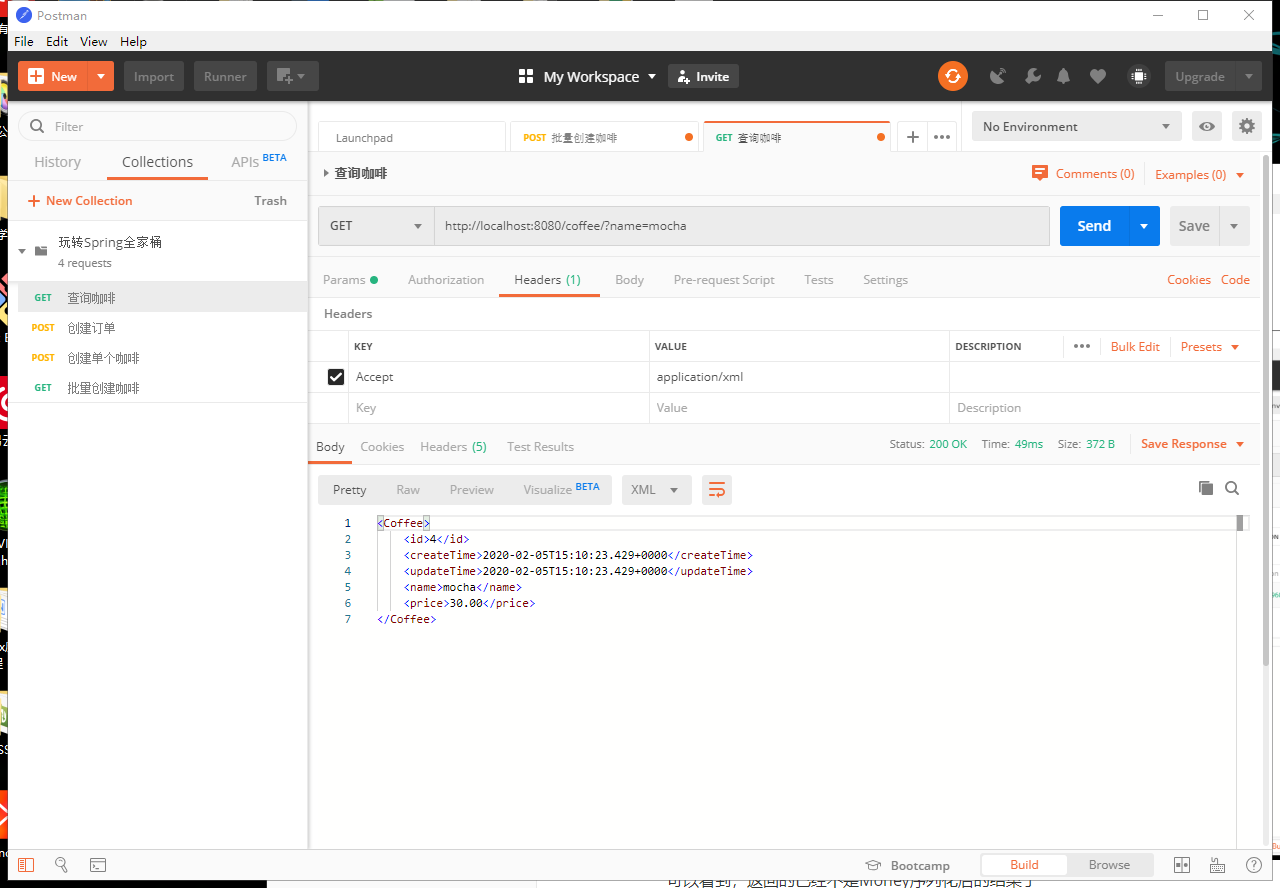 Postman
File Edit View Help
New Import Runner My Workspace Invite Upgrade
Filter
History Collections APIs BETA
New Collection Trash
玩转Spring全家桶
4 requests
GET 查询咖啡
POST 创建订单
POST 创建单个咖啡
GET 批量创建咖啡
Launchpad POST 批量创建咖啡 GET 查询咖啡 No Environment
查询咖啡 Comments (0) Examples (0)
GET http://localhost:8080/coffee/?name=mocha Send Save
Params Authorization Headers (1) Body Pre-request Script Tests Settings Cookies Code
Headers
KEY VALUE DESCRIPTION Bulk Edit Presets
Accept application/xml
Key Value Description
Body Cookies Headers (5) Test Results Status: 200 OK Time: 49ms Size: 372 B Save Response
Pretty Raw Preview Visualize BETA XML
1 <Coffee>
2 <id>4</id>
3 <createTime>2020-02-05T15:10:23.429+0000</createTime>
4 <updateTime>2020-02-05T15:10:23.429+0000</updateTime>
5 <name>mocha</name>
6 <price>30.00</price>
7 </Coffee>
Bootcamp Build Browse
可以看到，返回的已经不是Money序列化后的结果了